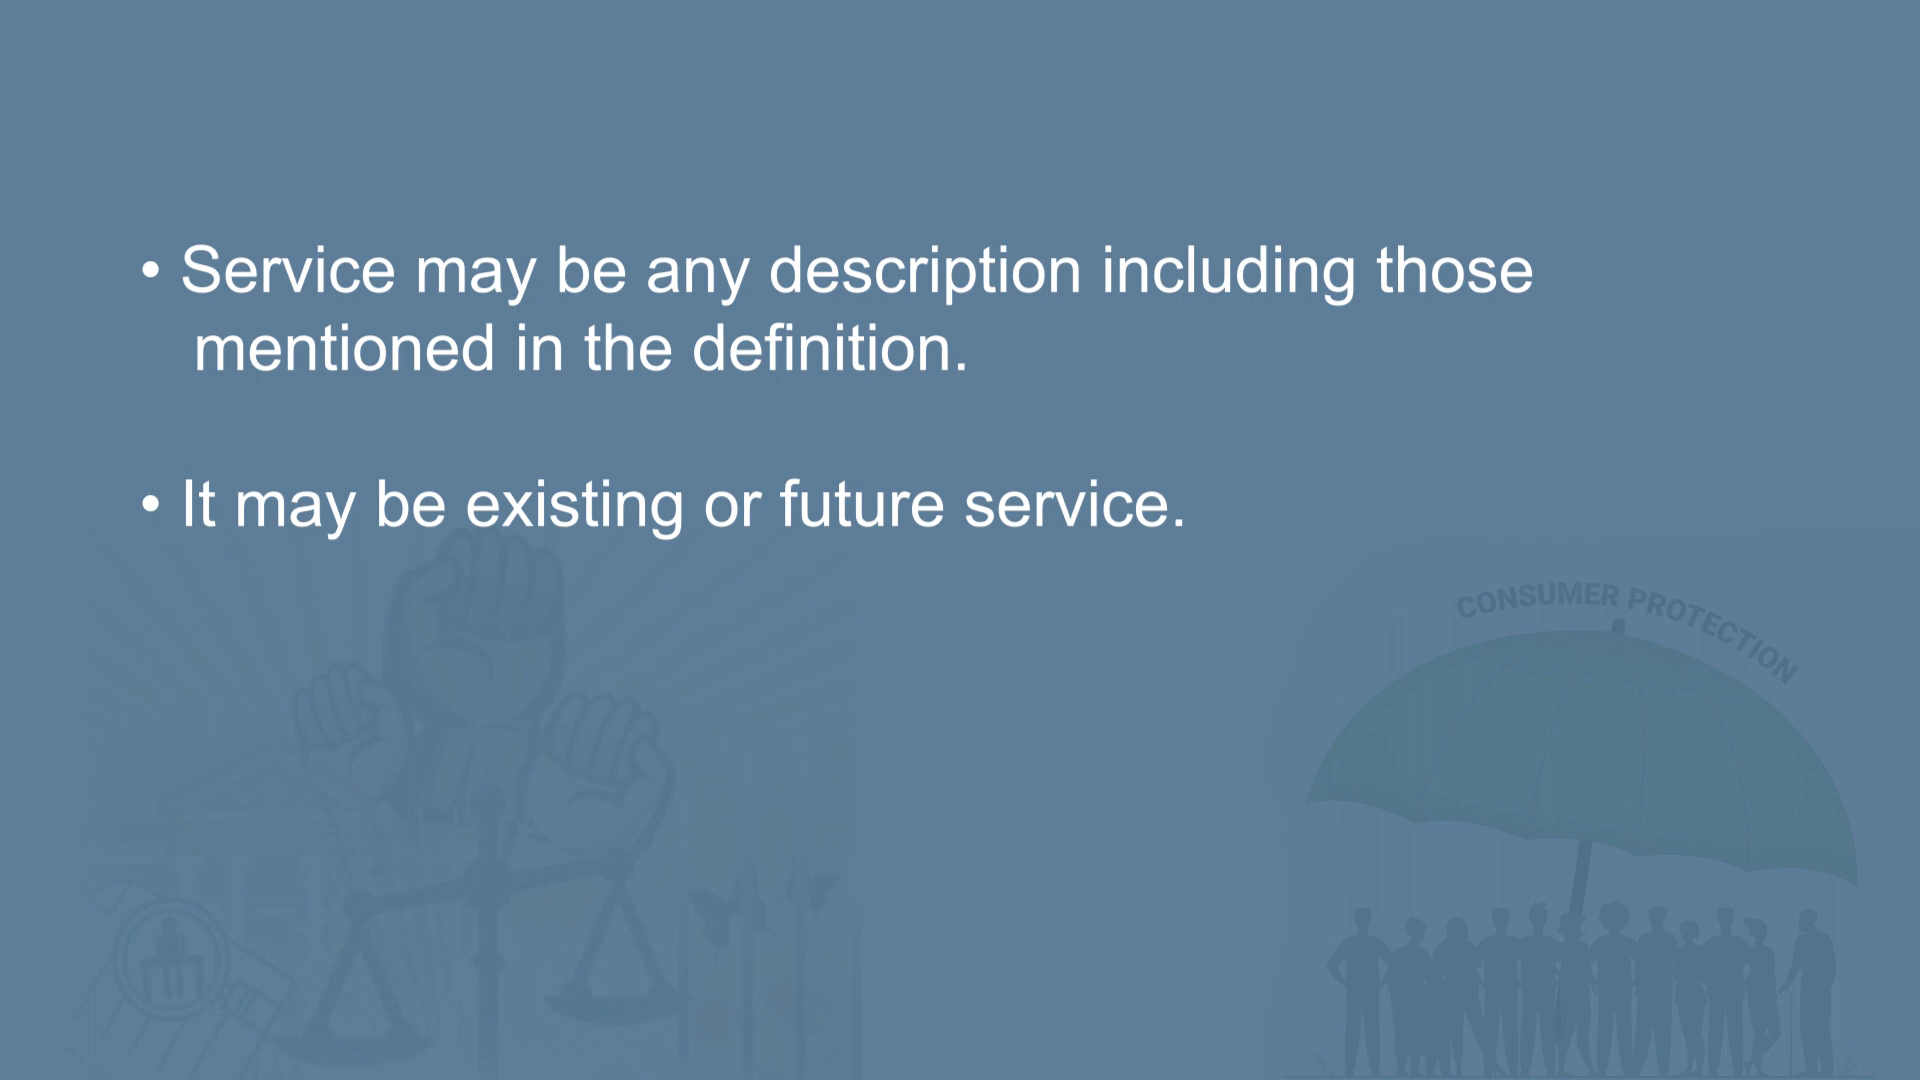 • Service may be any description including those
mentioned in the definition.
• It may be existing or future service.
CONSUMER PROTECTION